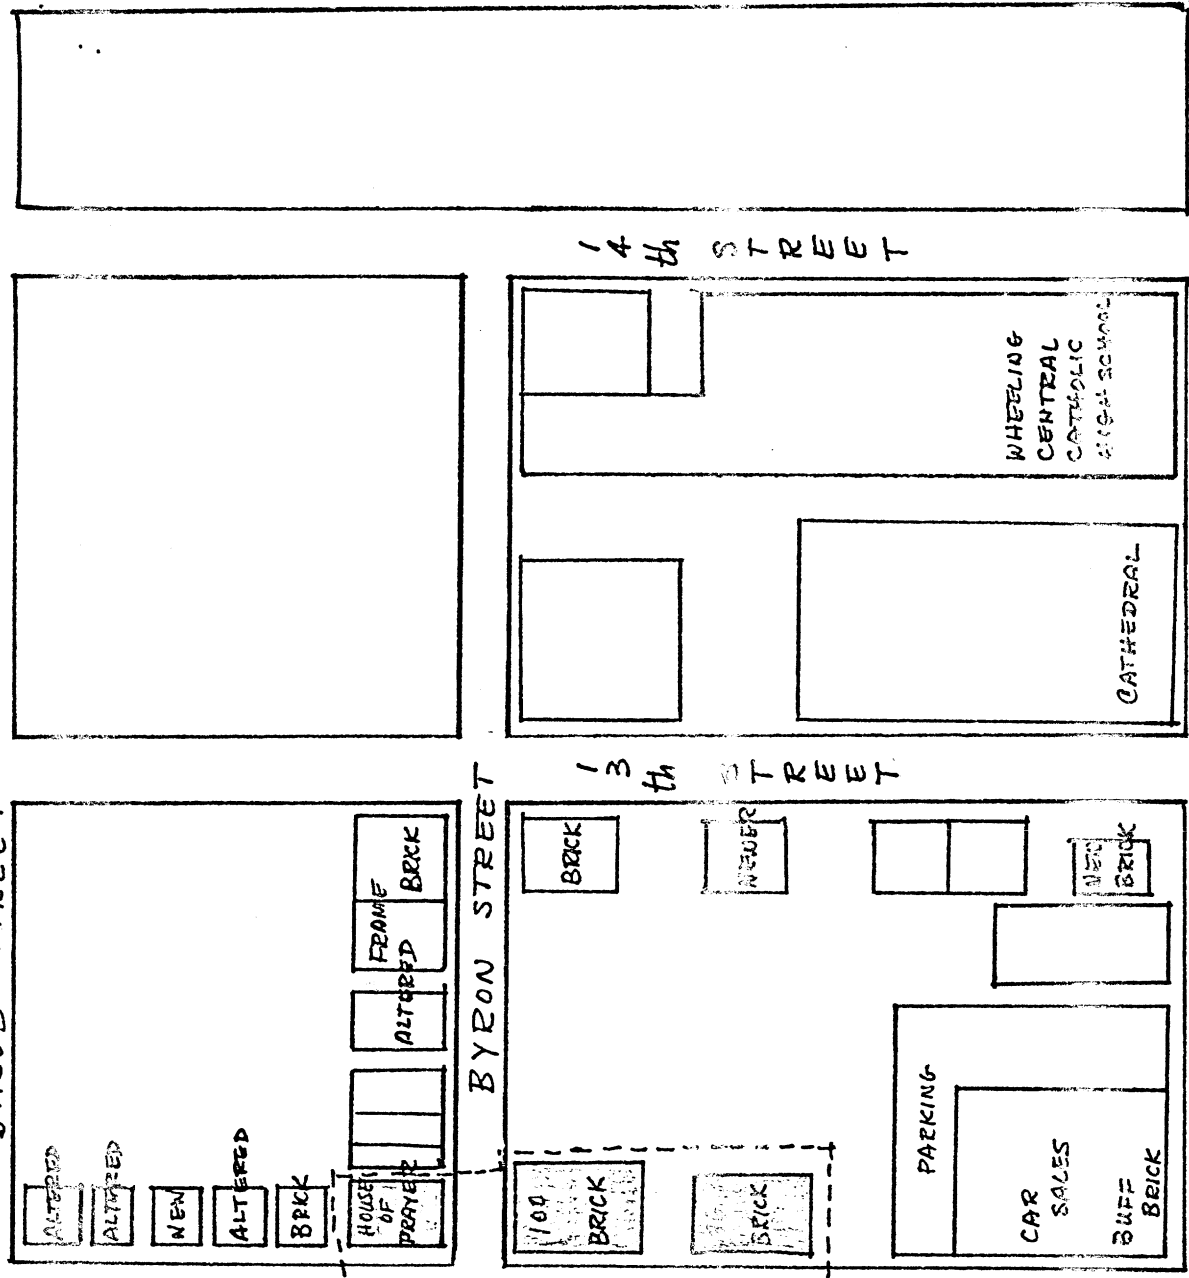 14th STREET
WHEELING
CENTRAL
CATHOLIC
HIGH SCHOOL
CATHEDRAL
13th STREET
BYRON STREET
ALTERED
ALTERED
NEW
ALTERED
BRICK
HOUSE
OF
PRAYER
ALTERED
FRAME
BRICK
BRICK
NEWER
NEW
BRICK
100
BRICK
BRICK
PARKING
CAR
SALES
BUFF
BRICK